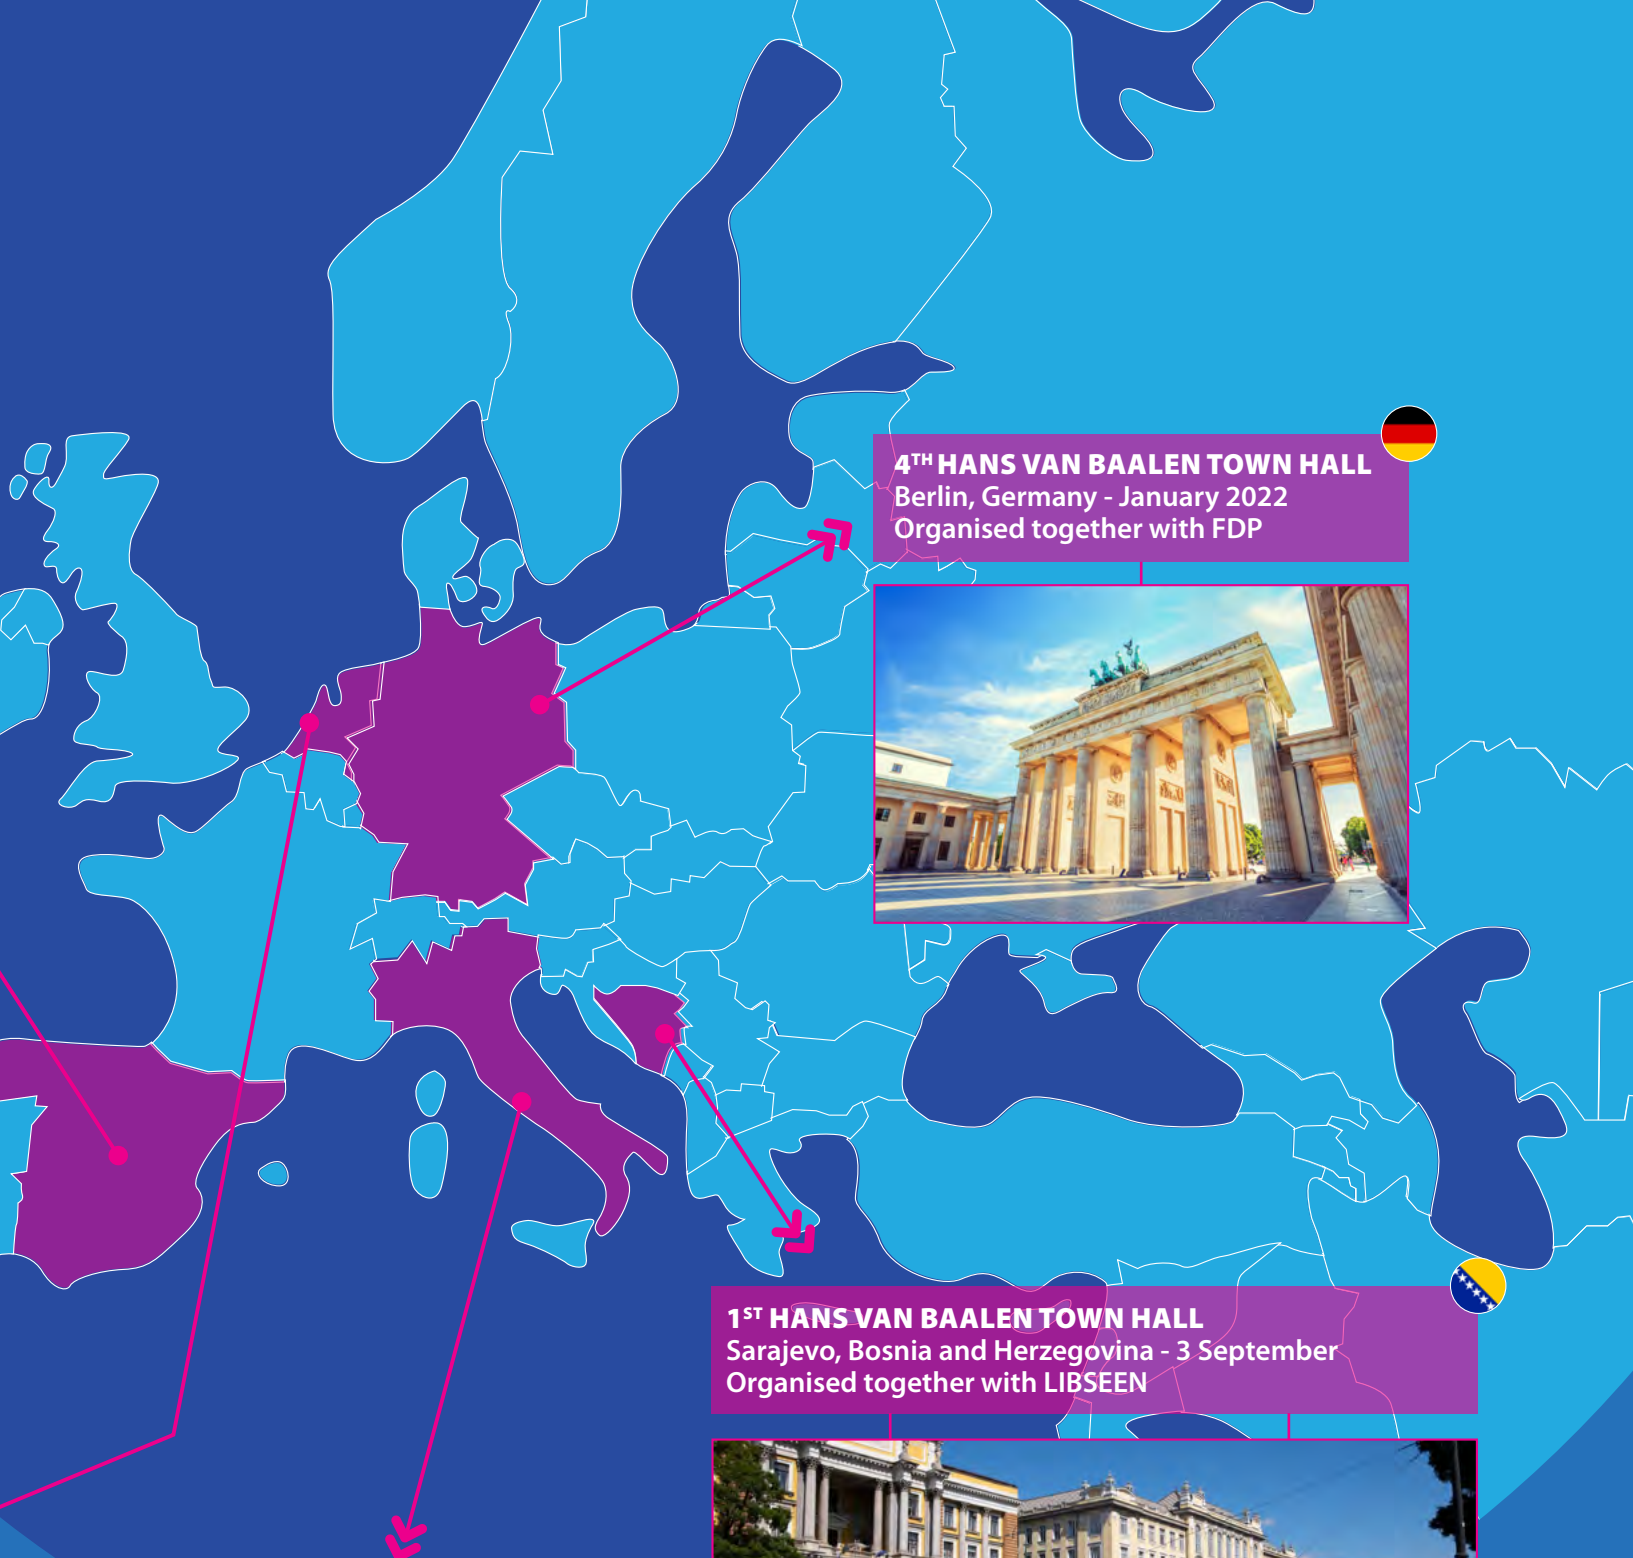 4TH HANS VAN BAALEN TOWN HALL
Berlin, Germany - January 2022
Organised together with FDP
1ST HANS VAN BAALEN TOWN HALL
Sarajevo, Bosnia and Herzegovina - 3 September
Organised together with LIBSEEN